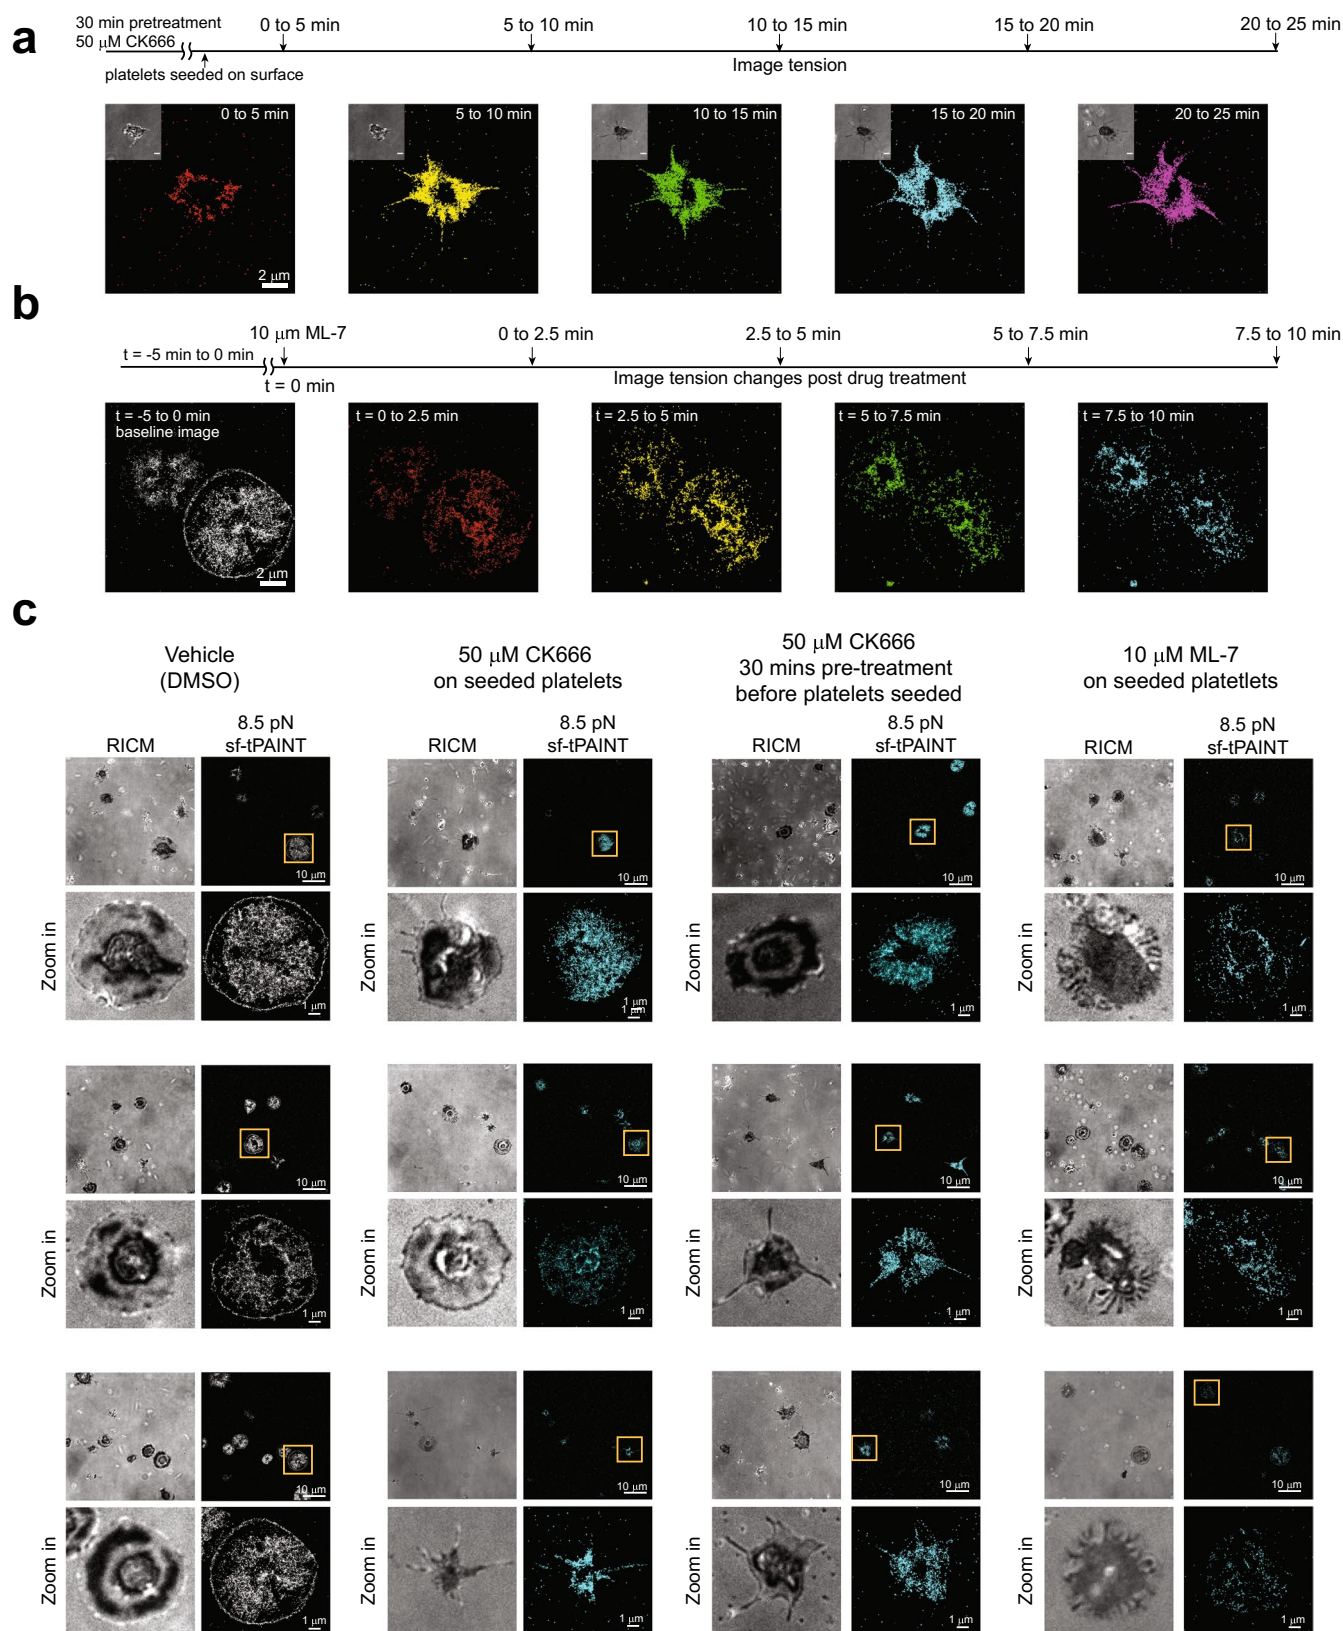 a
30 min pretreatment
50 μM CK666
0 to 5 min
5 to 10 min
10 to 15 min
15 to 20 min
20 to 25 min
platelets seeded on surface
Image tension
0 to 5 min
5 to 10 min
10 to 15 min
15 to 20 min
20 to 25 min
2 μm
b
10 μm ML-7
0 to 2.5 min
2.5 to 5 min
5 to 7.5 min
7.5 to 10 min
t = -5 min to 0 min
t = 0 min
Image tension changes post drug treatment
t = -5 to 0 min
baseline image
t = 0 to 2.5 min
t = 2.5 to 5 min
t = 5 to 7.5 min
t = 7.5 to 10 min
2 μm
c
Vehicle
(DMSO)
50 μM CK666
on seeded platelets
50 μM CK666
30 mins pre-treatment
before platelets seeded
10 μM ML-7
on seeded platetlets
RICM
8.5 pN
sf-tPAINT
RICM
8.5 pN
sf-tPAINT
RICM
8.5 pN
sf-tPAINT
RICM
8.5 pN
sf-tPAINT
10 μm
10 μm
10 μm
10 μm
Zoom in
1 μm
Zoom in
1 μm
1 μm
Zoom in
1 μm
Zoom in
1 μm
10 μm
10 μm
10 μm
10 μm
Zoom in
1 μm
Zoom in
1 μm
Zoom in
1 μm
Zoom in
1 μm
10 μm
10 μm
10 μm
10 μm
Zoom in
1 μm
Zoom in
1 μm
Zoom in
1 μm
Zoom in
1 μm